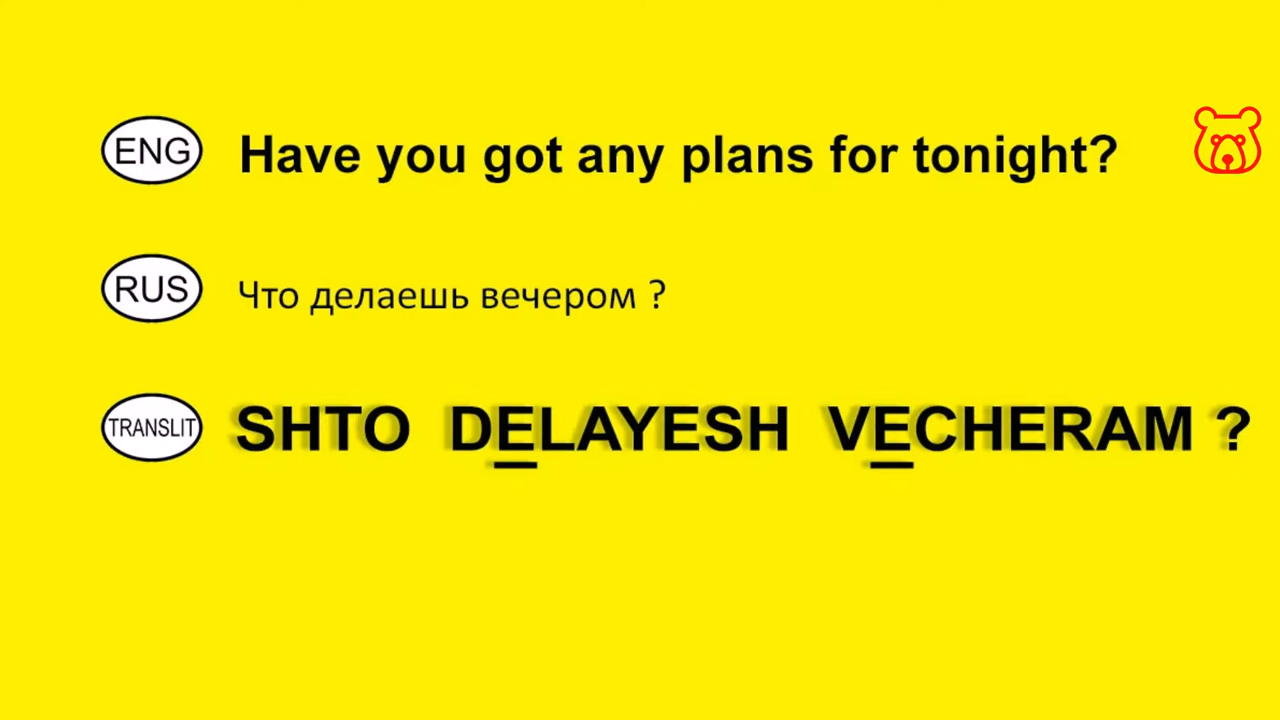 ENG Have you got any plans for tonight?
RUS Что делаешь вечером ?
TRANSLIT SHTO DELAYESH VECHERAM ?